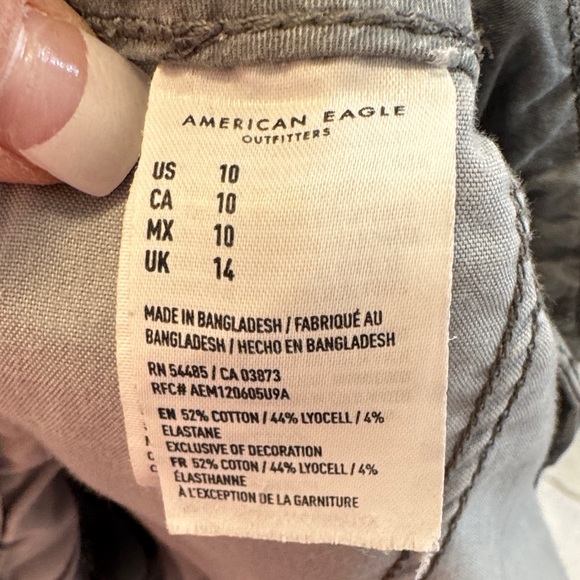 AMERICAN EAGLE
OUTFITTERS
US 10
CA 10
MX 10
UK 14
MADE IN BANGLADESH / FABRIQUÉ AU
BANGLADESH / HECHO EN BANGLADESH
RN 54485 / CA 03873
RFC# AEM120605U9A
EN 52% COTTON / 44% LYOCELL / 4%
ELASTANE
EXCLUSIVE OF DECORATION
FR 52% COTON / 44% LYOCELL / 4%
ÉLASTHANNE
À L'EXCEPTION DE LA GARNITURE